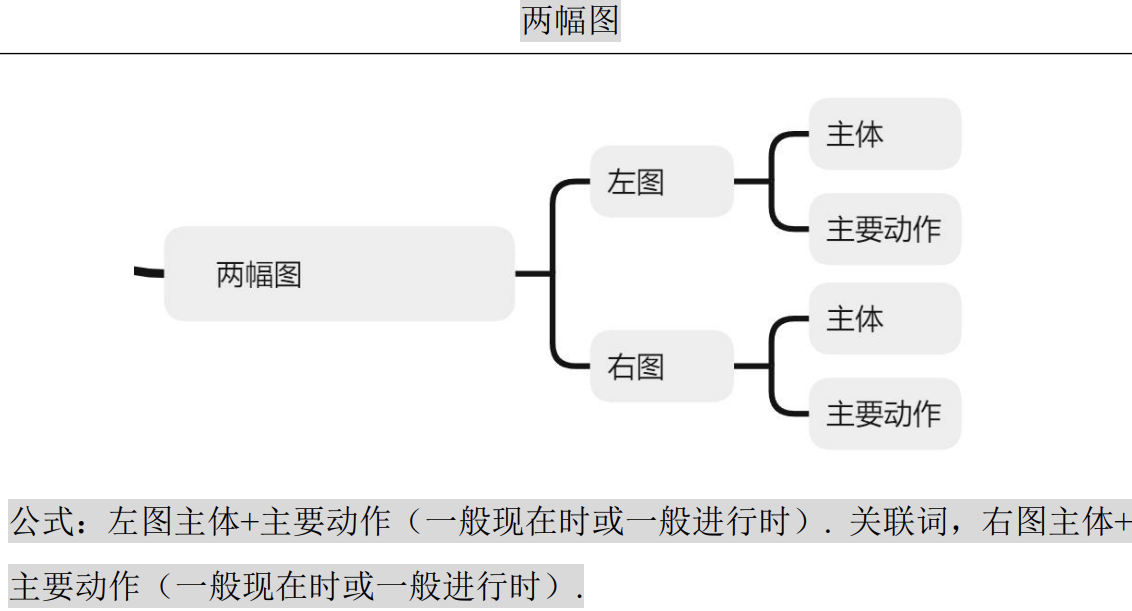 两幅图
主体
左图
主要动作
两幅图
主体
右图
主要动作
公式：左图主体+主要动作（一般现在时或一般进行时）. 关联词，右图主体+
主要动作（一般现在时或一般进行时）.